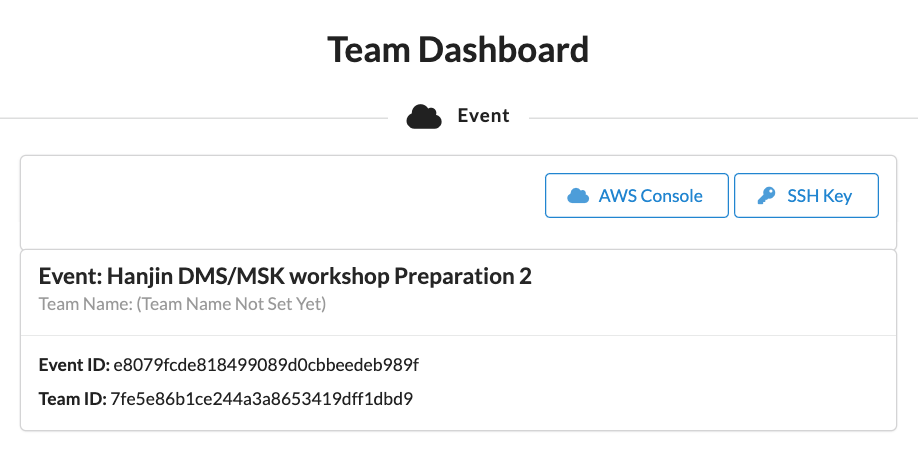 Team Dashboard
Event
AWS Console
SSH Key
Event: Hanjin DMS/MSK workshop Preparation 2
Team Name: (Team Name Not Set Yet)
Event ID: e8079fcde818499089d0cbbeedeb989f
Team ID: 7fe5e86b1ce244a3a8653419dff1dbd9